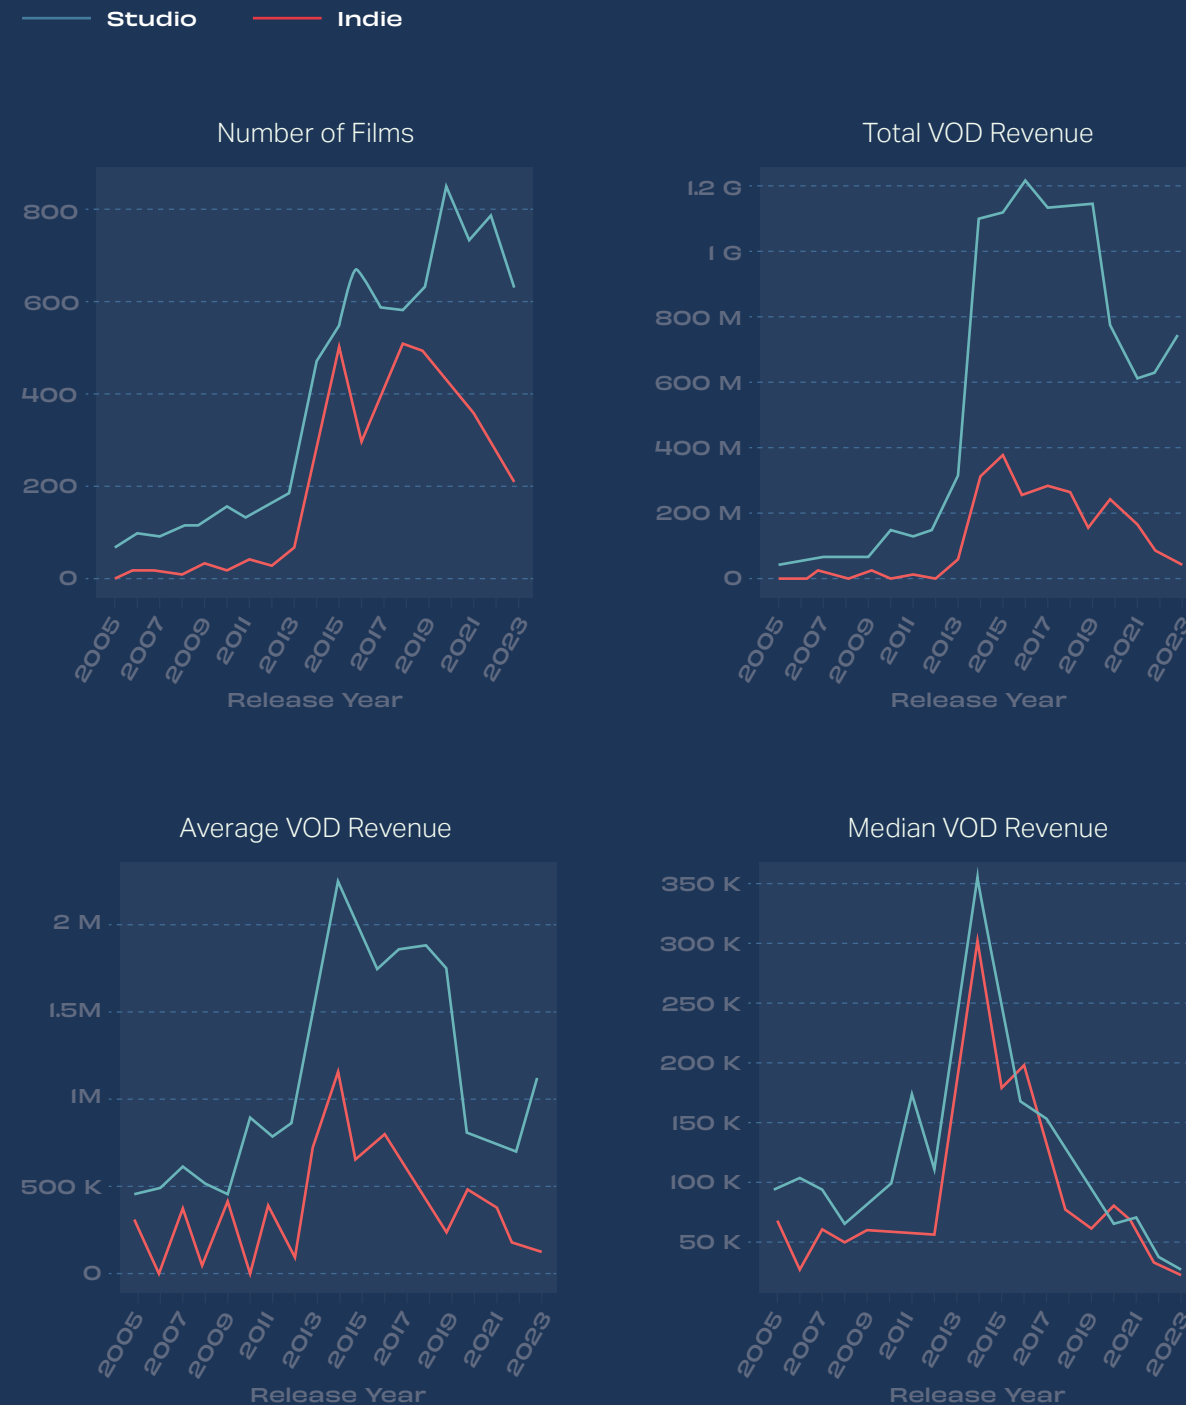 Studio
Indie
Number of Films
800
600
400
200
0
2005
2007
2009
2011
2013
2015
2017
2019
2021
2023
Release Year
Total VOD Revenue
1.2 G
1 G
800 M
600 M
400 M
200 M
0
2005
2007
2009
2011
2013
2015
2017
2019
2021
2023
Release Year
Average VOD Revenue
2 M
1.5M
1M
500 K
0
2005
2007
2009
2011
2013
2015
2017
2019
2021
2023
Release Year
Median VOD Revenue
350 K
300 K
250 K
200 K
150 K
100 K
50 K
2005
2007
2009
2011
2013
2015
2017
2019
2021
2023
Release Year